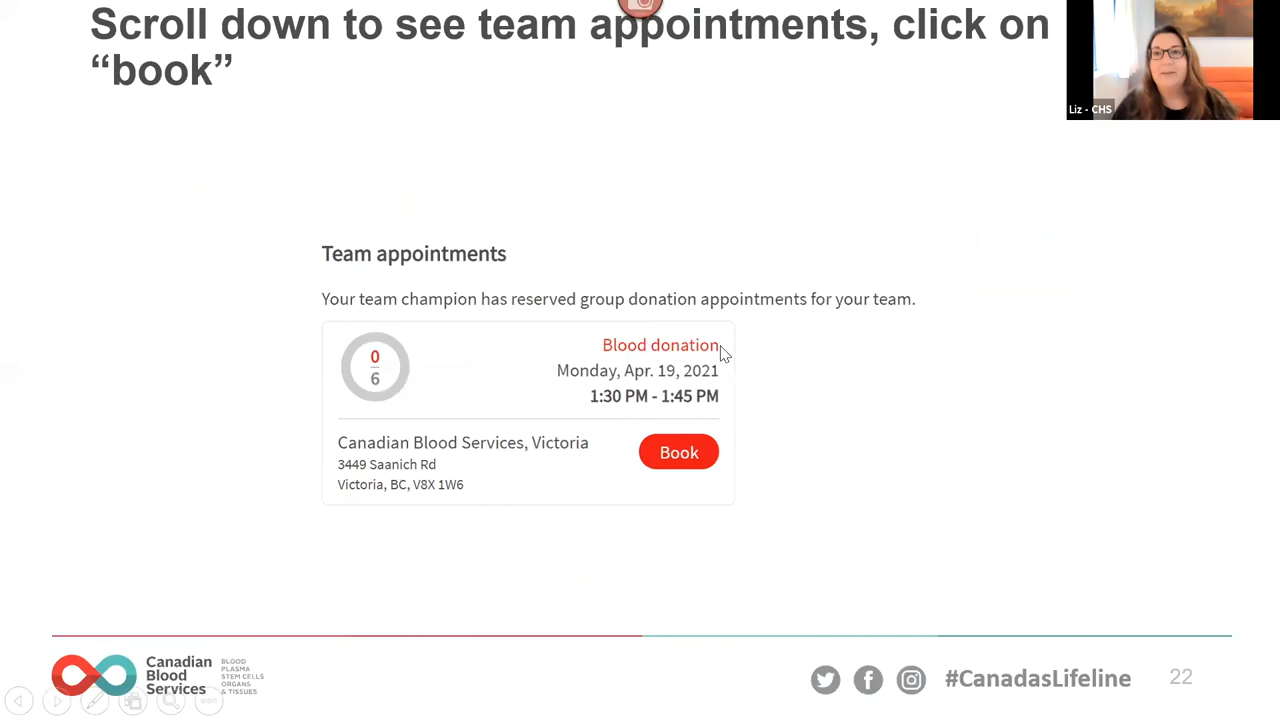 Scroll down to see team appointments, click on
“book”
Liz - CHS
Team appointments
Your team champion has reserved group donation appointments for your team.
0
6
Blood donation
Monday, Apr. 19, 2021
1:30 PM - 1:45 PM
Canadian Blood Services, Victoria
3449 Saanich Rd
Victoria, BC, V8X 1W6
Book
Canadian
Blood
Services
BLOOD
PLASMA
STEM CELLS
ORGANS
& TISSUES
#CanadasLifeline
22